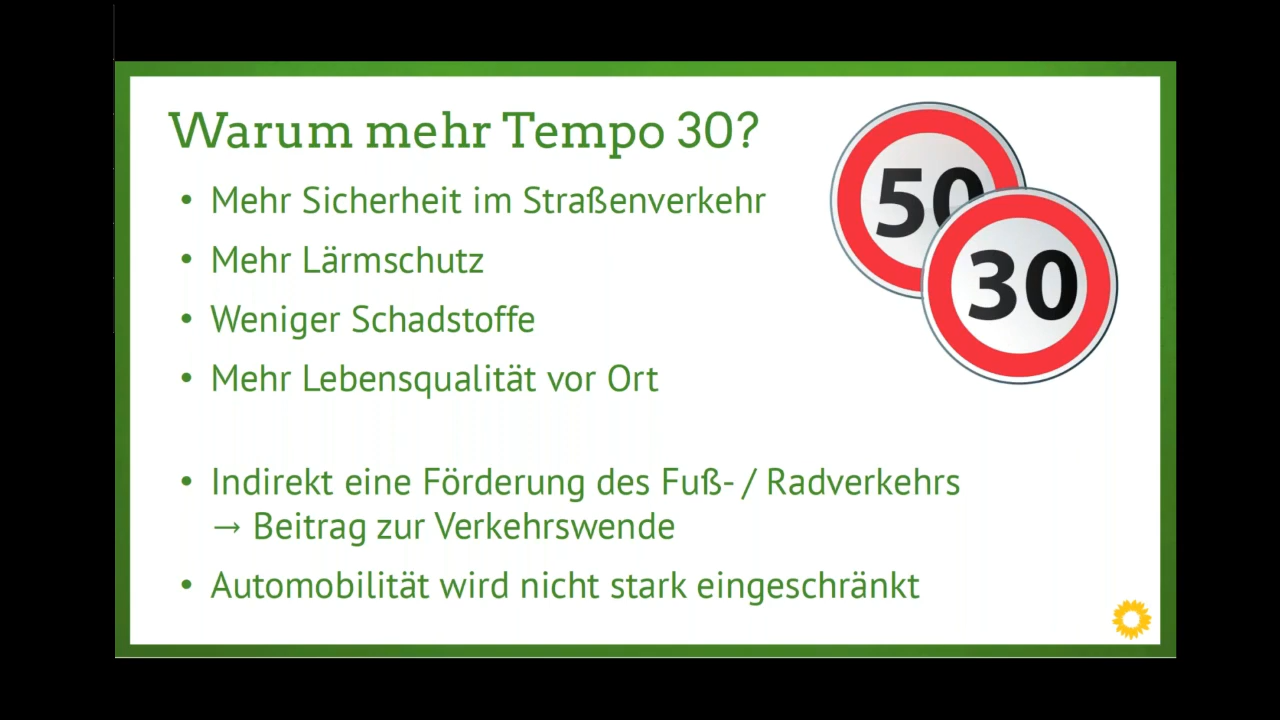 Warum mehr Tempo 30?
• Mehr Sicherheit im Straßenverkehr
• Mehr Lärmschutz
• Weniger Schadstoffe
• Mehr Lebensqualität vor Ort
• Indirekt eine Förderung des Fuß- / Radverkehrs
→ Beitrag zur Verkehrswende
• Automobilität wird nicht stark eingeschränkt
50
30